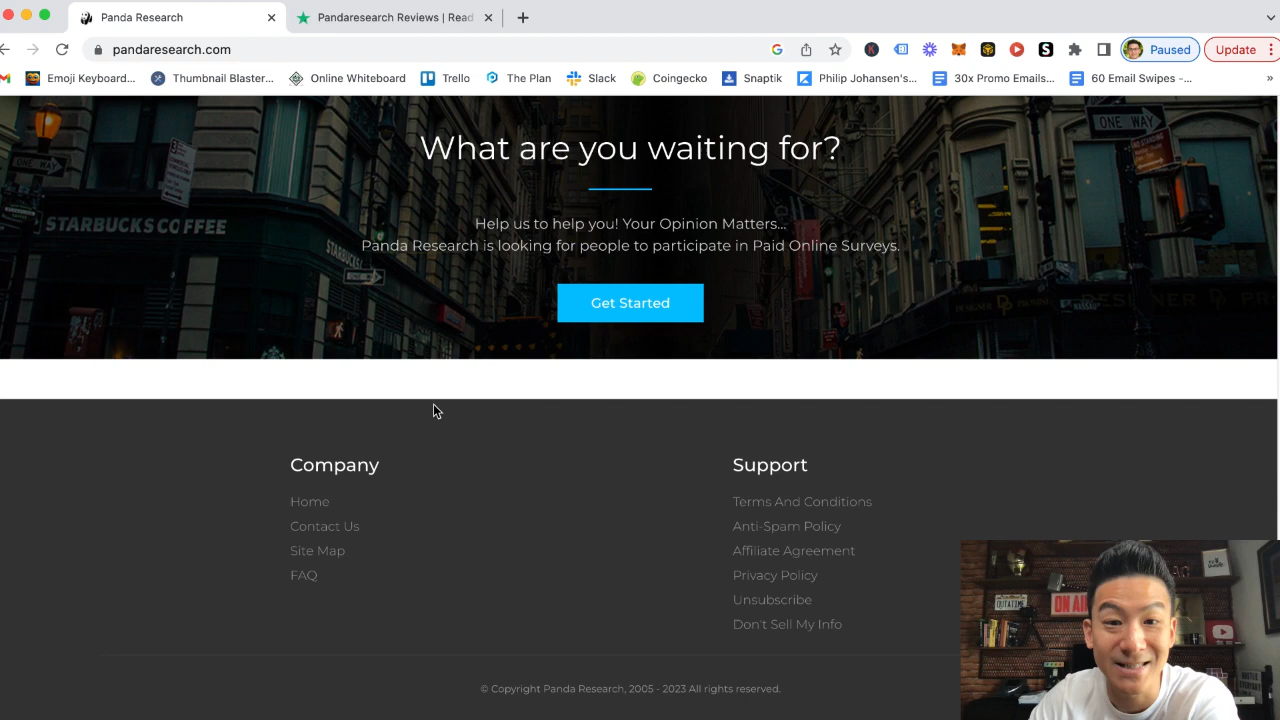 Panda Research
Pandaresearch Reviews | Read
pandaresearch.com
Paused
Update
Emoji Keyboard...
Thumbnail Blaster...
Online Whiteboard
Trello
The Plan
Slack
Coingecko
Snaptik
Philip Johansen's...
30x Promo Emails...
60 Email Swipes -...
»
ONE WAY
ONE WAY
STARBUCKS COFFEE
What are you waiting for?
Help us to help you! Your Opinion Matters...
Panda Research is looking for people to participate in Paid Online Surveys.
Get Started
Company
Home
Contact Us
Site Map
FAQ
Support
Terms And Conditions
Anti-Spam Policy
Affiliate Agreement
Privacy Policy
Unsubscribe
Don't Sell My Info
ON AI
© Copyright Panda Research, 2005 - 2023 All rights reserved.